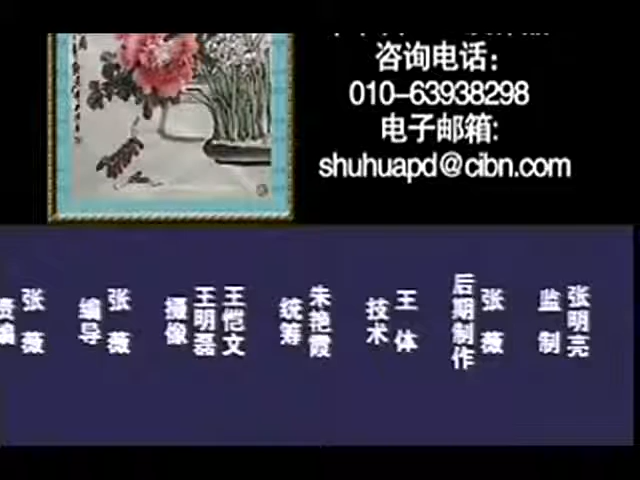 咨询电话：
010-63938298
电子邮箱:
shuhuapd@cibn.com
责编 张薇
编导 张薇
摄像 王明磊 王恺文
统筹 朱艳霞
技术 王体
后期制作 张薇
监制 张明亮